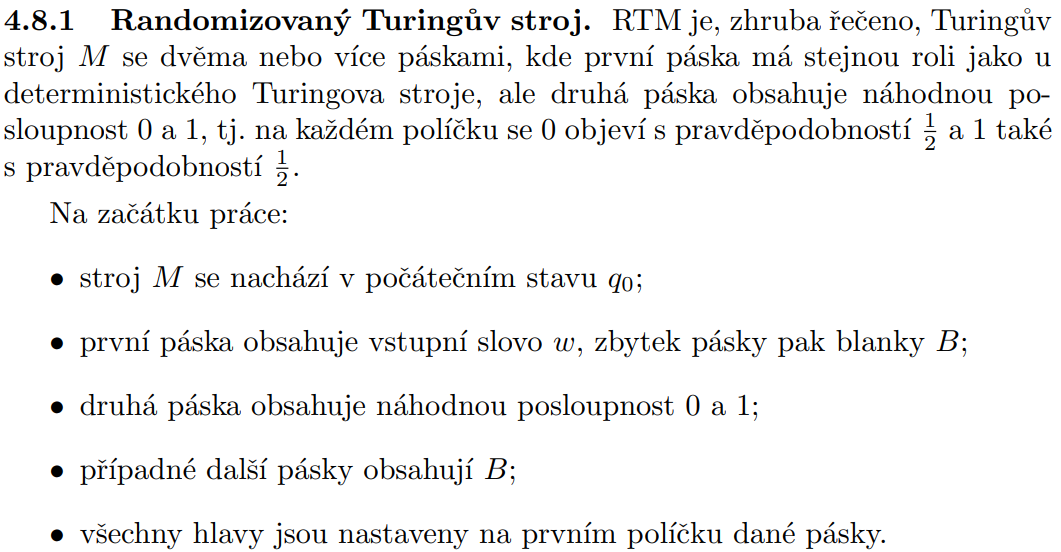 4.8.1 Randomizovaný Turingův stroj. RTM je, zhruba řečeno, Turingův
stroj M se dvěma nebo více páskami, kde první páska má stejnou roli jako u
deterministického Turingova stroje, ale druhá páska obsahuje náhodnou po-
sloupnost 0 a 1, tj. na každém políčku se 0 objeví s pravděpodobností 1/2 a 1 také
s pravděpodobností 1/2.
Na začátku práce:
• stroj M se nachází v počátečním stavu q₀;
• první páska obsahuje vstupní slovo w, zbytek pásky pak blanky B;
• druhá páska obsahuje náhodnou posloupnost 0 a 1;
• případné další pásky obsahují B;
• všechny hlavy jsou nastaveny na prvním políčku dané pásky.